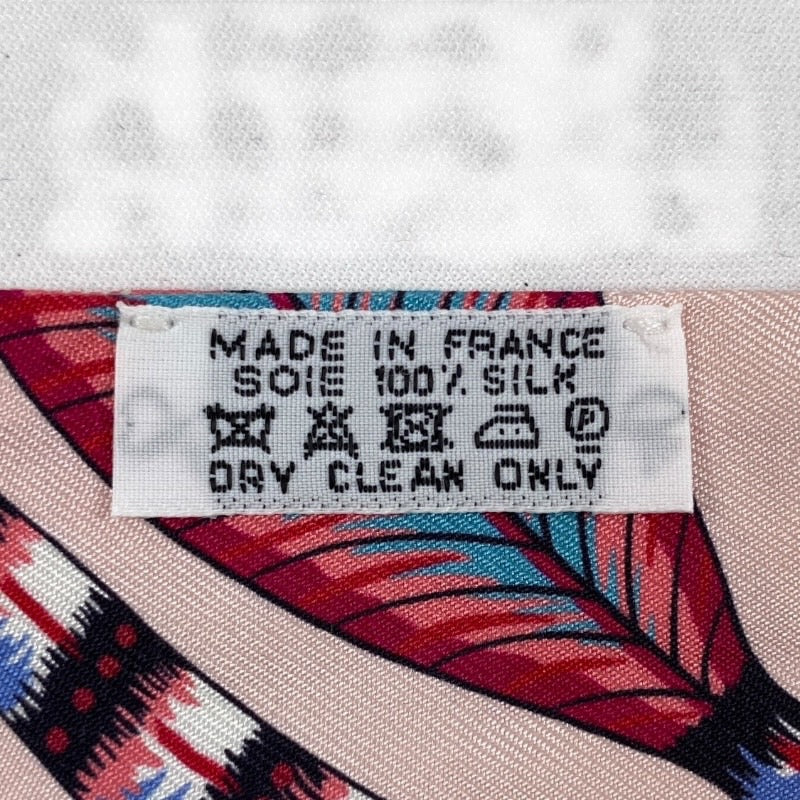 MADE IN FRANCE
SOIE 100% SILK
P
DRY CLEAN ONLY